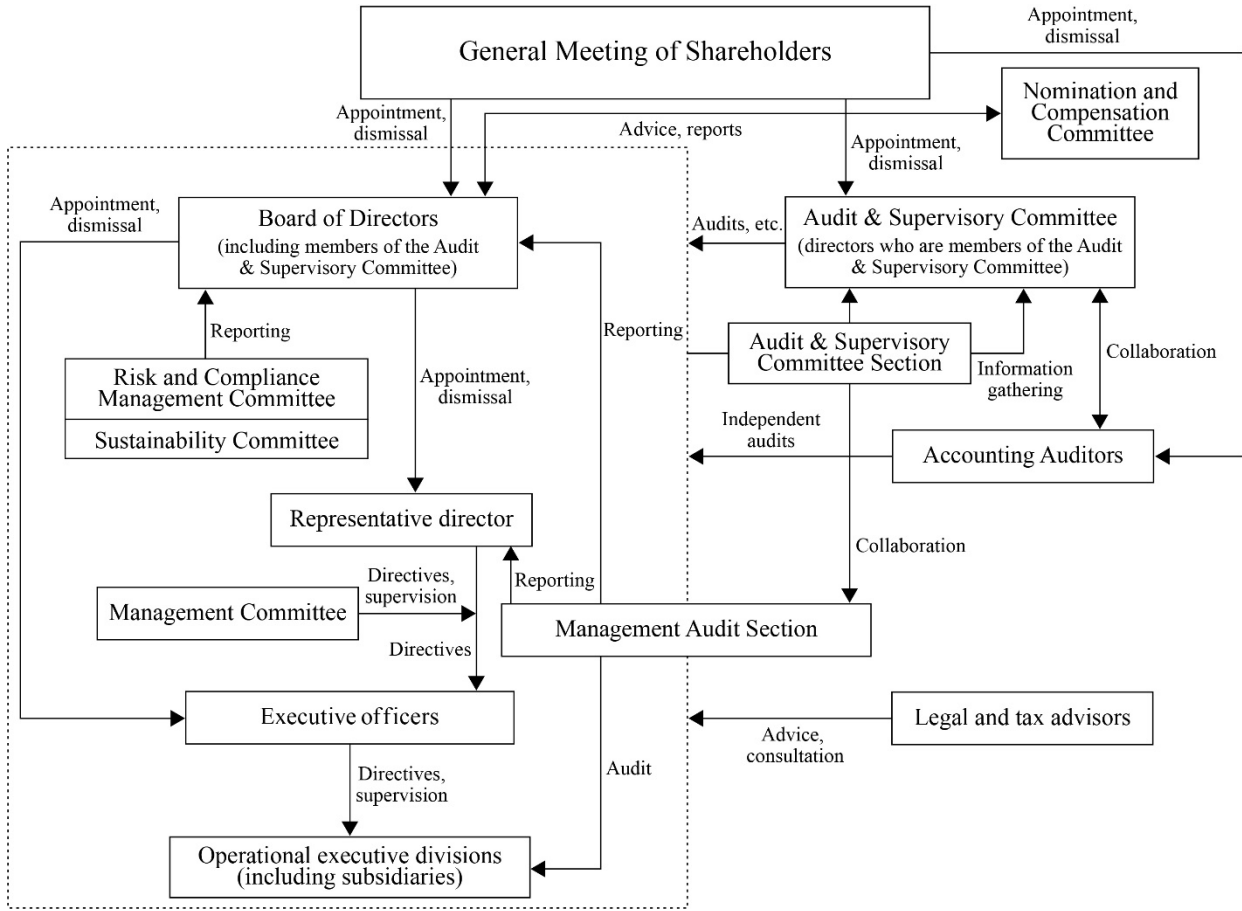 General Meeting of Shareholders
Appointment,
dismissal
Nomination and
Compensation
Committee
Appointment,
dismissal
Advice, reports
Appointment,
dismissal
Appointment,
dismissal
Board of Directors
(including members of the Audit
& Supervisory Committee)
Audits, etc.
Audit & Supervisory Committee
(directors who are members of the Audit
& Supervisory Committee)
Reporting
Reporting
Audit & Supervisory
Committee Section
Information
gathering
Collaboration
Risk and Compliance
Management Committee
Sustainability Committee
Appointment,
dismissal
Independent
audits
Accounting Auditors
Representative director
Collaboration
Directives,
supervision
Reporting
Management Committee
Management Audit Section
Directives
Executive officers
Legal and tax advisors
Advice,
consultation
Directives,
supervision
Audit
Operational executive divisions
(including subsidiaries)